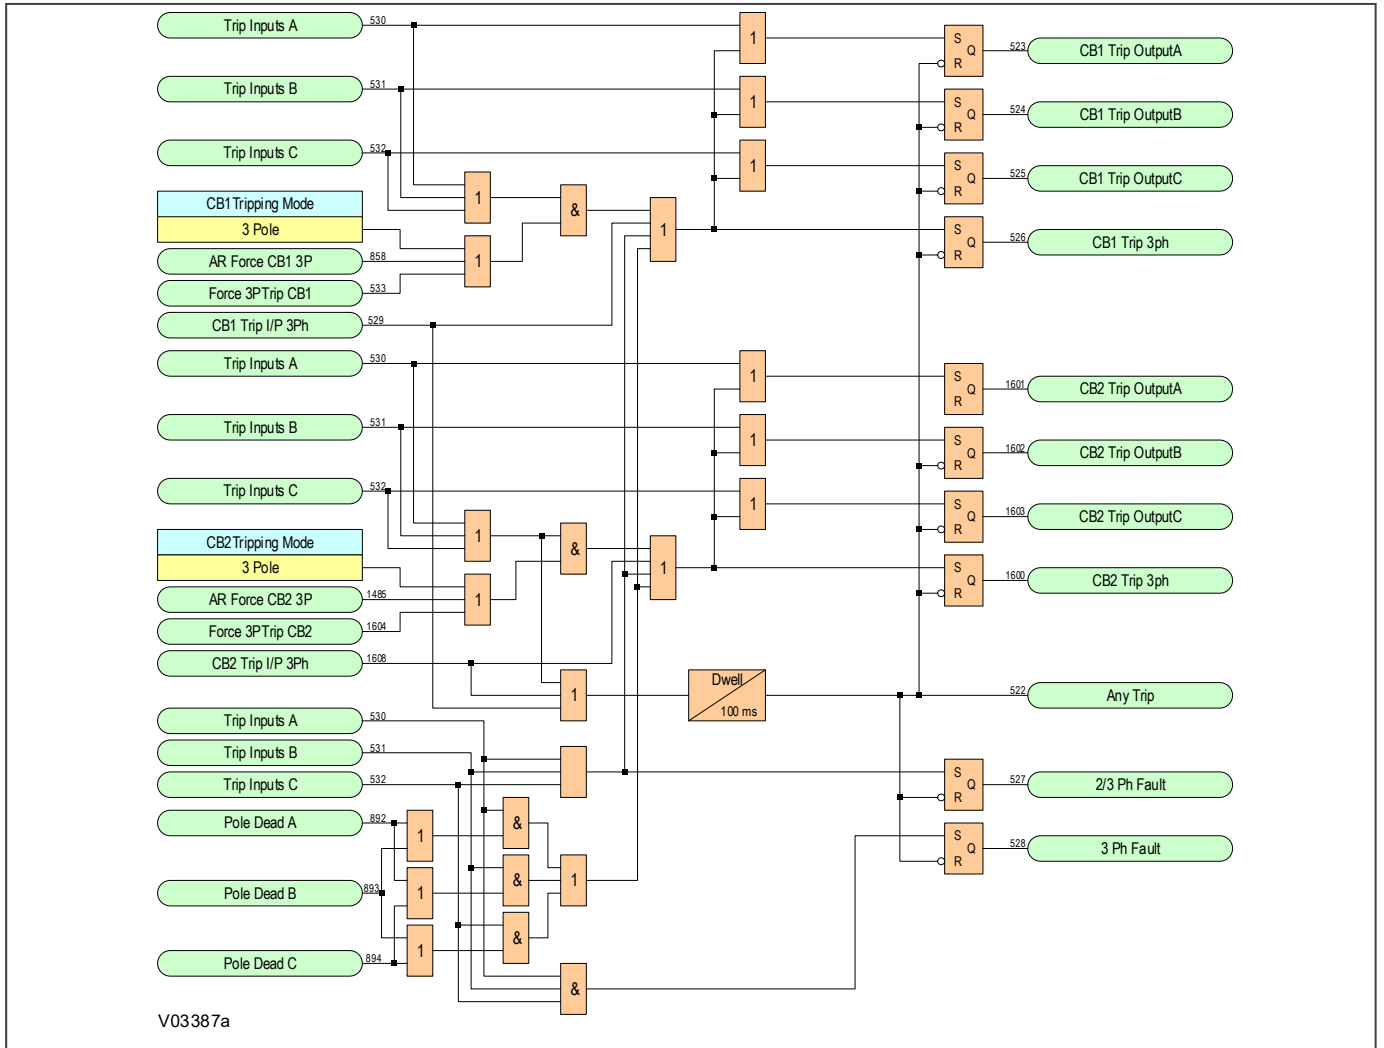 Trip Inputs A 530 1 S Q R 523 CB1 Trip OutputA
Trip Inputs B 531 1 S Q R 524 CB1 Trip OutputB
Trip Inputs C 532 1 S Q R 525 CB1 Trip OutputC
1 &
CB1Tripping Mode
3 Pole 1 1 S Q R 526 CB1 Trip 3ph
AR Force CB1 3P 858
Force 3PTrip CB1 533
CB1 Trip I/P 3Ph 529
Trip Inputs A 530 1 S Q R 1601 CB2 Trip OutputA
Trip Inputs B 531 1 S Q R 1602 CB2 Trip OutputB
Trip Inputs C 532 1 S Q R 1603 CB2 Trip OutputC
1 &
CB2Tripping Mode
3 Pole 1 1 S Q R 1600 CB2 Trip 3ph
AR Force CB2 3P 1485
Force 3PTrip CB2 1604
CB2 Trip I/P 3Ph 1608
1 Dwell 100 ms 522 Any Trip
Trip Inputs A 530
Trip Inputs B 531
Trip Inputs C 532 S Q R 527 2/3 Ph Fault
Pole Dead A 892 1 & S Q R 528 3 Ph Fault
Pole Dead B 893 1 & 1
Pole Dead C 894 1 &
&
V03387a